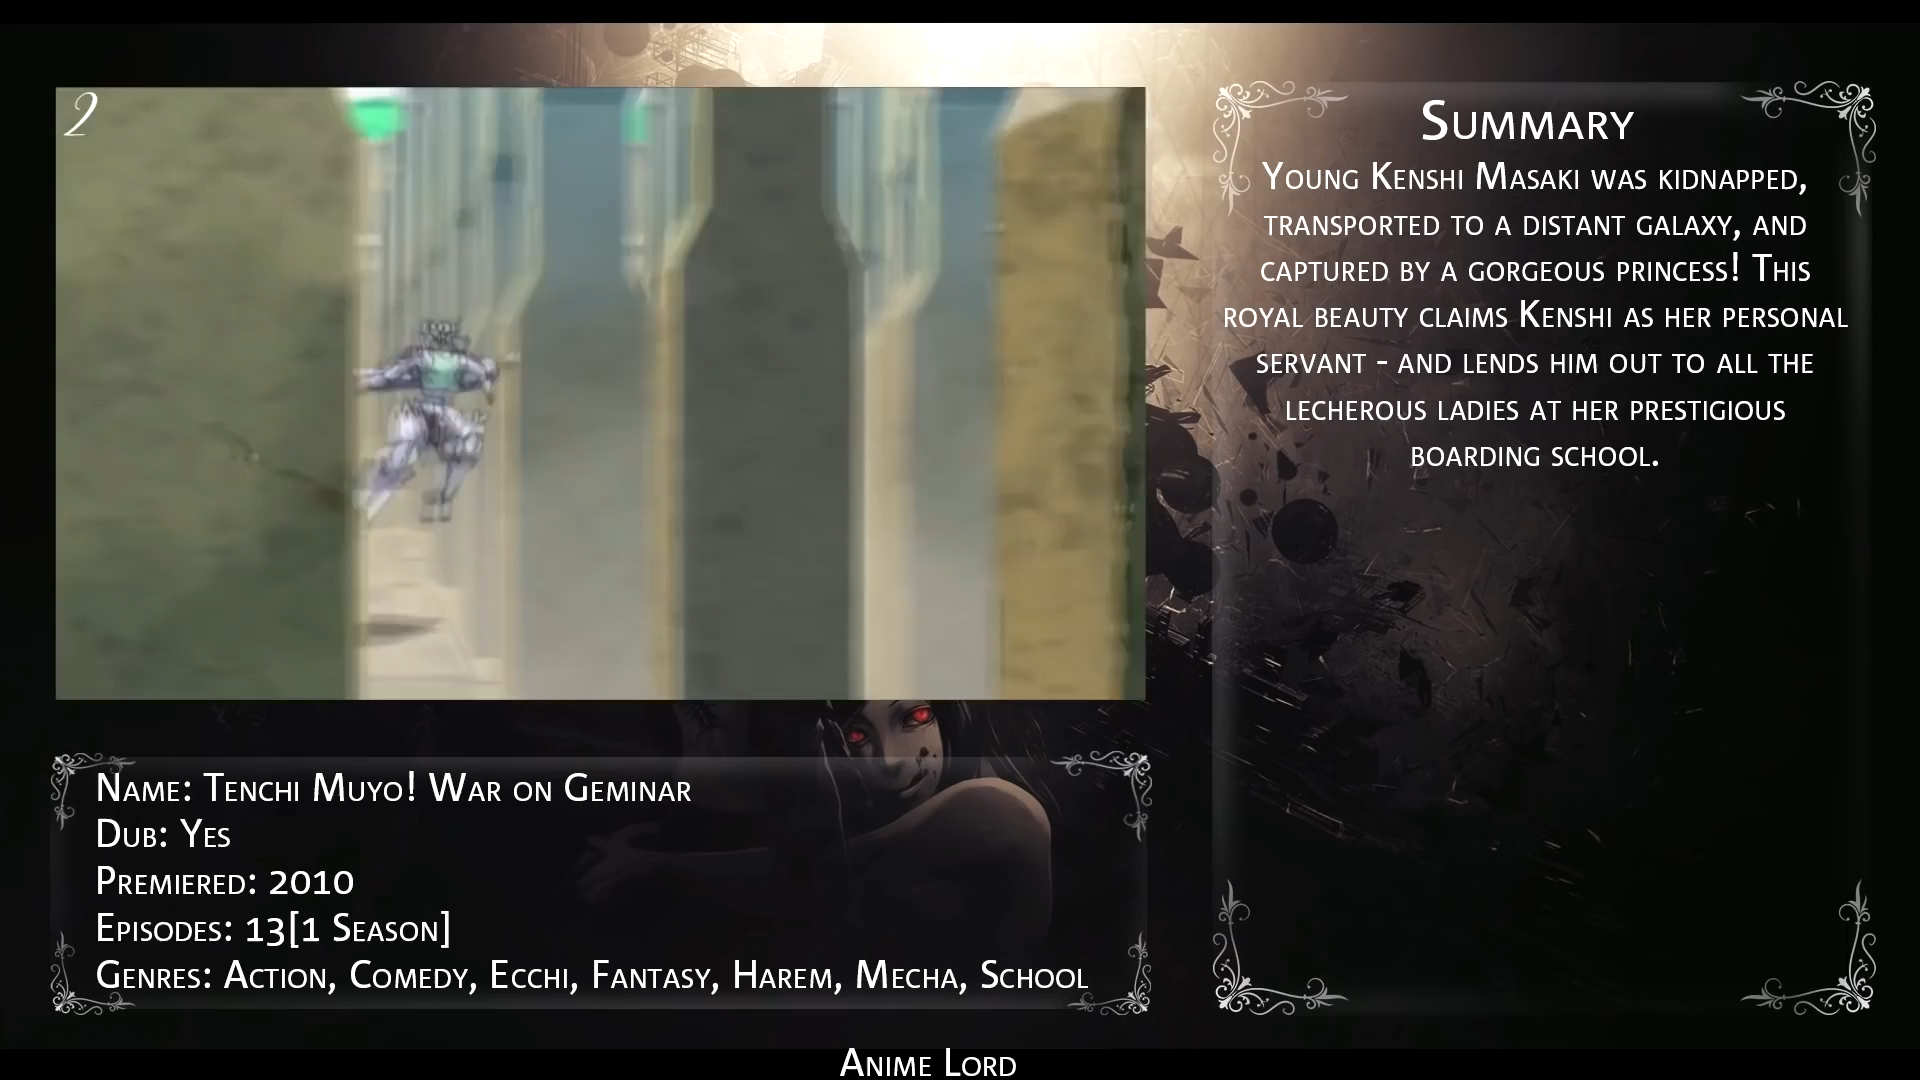 2
Summary
Young Kenshi Masaki was kidnapped,
transported to a distant galaxy, and
captured by a gorgeous princess! This
royal beauty claims Kenshi as her personal
servant - and lends him out to all the
lecherous ladies at her prestigious
boarding school.
Name: Tenchi Muyo! War on Geminar
Dub: Yes
Premiered: 2010
Episodes: 13[1 Season]
Genres: Action, Comedy, Ecchi, Fantasy, Harem, Mecha, School
Anime Lord